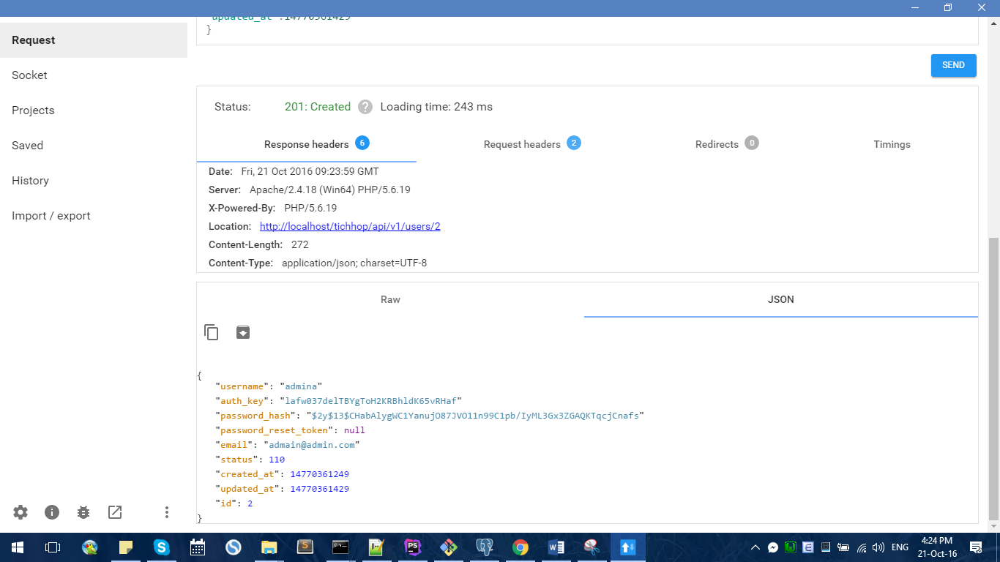 }
Request
Socket
Projects
Saved
History
Import / export
SEND
Status: 201: Created ? Loading time: 243 ms
Response headers 6 Request headers 2 Redirects 0 Timings
Date: Fri, 21 Oct 2016 09:23:59 GMT
Server: Apache/2.4.18 (Win64) PHP/5.6.19
X-Powered-By: PHP/5.6.19
Location: http://localhost/tichhop/api/v1/users/2
Content-Length: 272
Content-Type: application/json; charset=UTF-8
Raw JSON
{
"username": "admina"
"auth_key": "lafw037delTBYgToH2KRBhldK65vRHaf"
"password_hash": "$2y$13$CHabAlygWC1YanujO87JVO11n99C1pb/IyML3Gx3ZGAQKTqcjCnafs"
"password_reset_token": null
"email": "admain@admin.com"
"status": 110
"created_at": 14770361249
"updated_at": 14770361429
"id": 2
}
ENG
4:24 PM
21-Oct-16